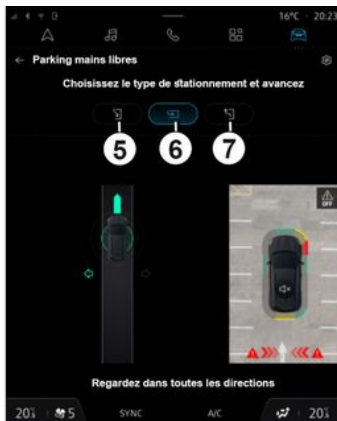 16°C 20:23
Parking mains libres
Choisissez le type de stationnement et avancez
5 6 7
OFF
Regardez dans toutes les directions
20 5 SYNC A/C 20